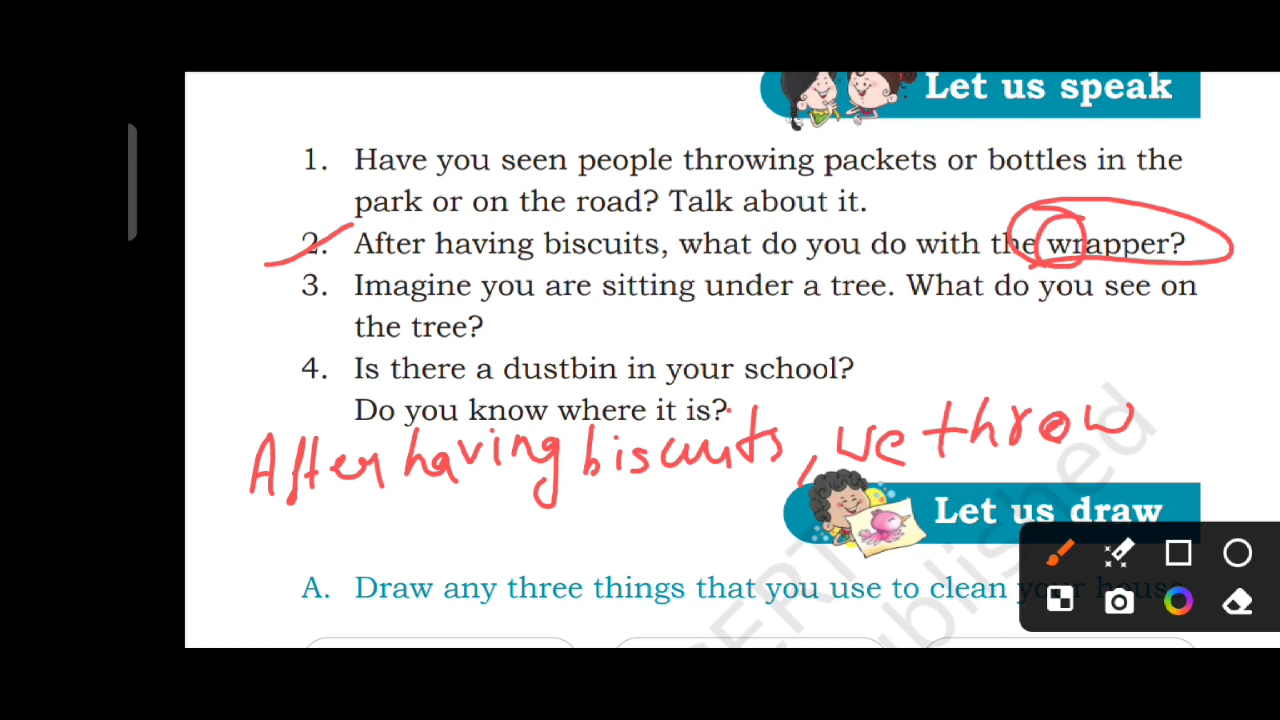 Let us speak
1. Have you seen people throwing packets or bottles in the
park or on the road? Talk about it.
2. After having biscuits, what do you do with the wrapper?
3. Imagine you are sitting under a tree. What do you see on
the tree?
4. Is there a dustbin in your school?
Do you know where it is?
After having biscuits, we throw
Let us draw
A. Draw any three things that you use to clean your house